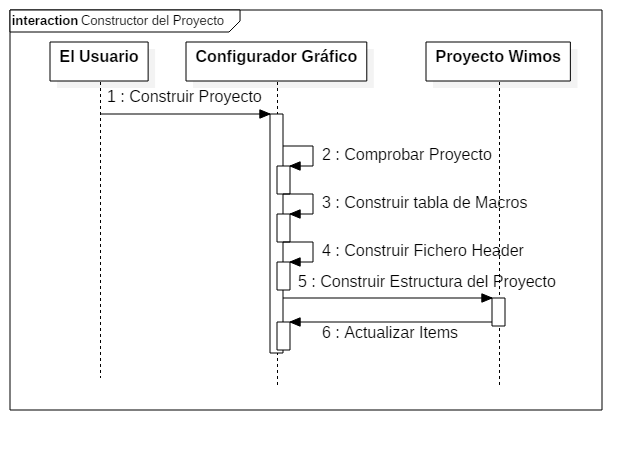 interaction Constructor del Proyecto
El Usuario
Configurador Gráfico
Proyecto Wimos
1 : Construir Proyecto
2 : Comprobar Proyecto
3 : Construir tabla de Macros
4 : Construir Fichero Header
5 : Construir Estructura del Proyecto
6 : Actualizar Items